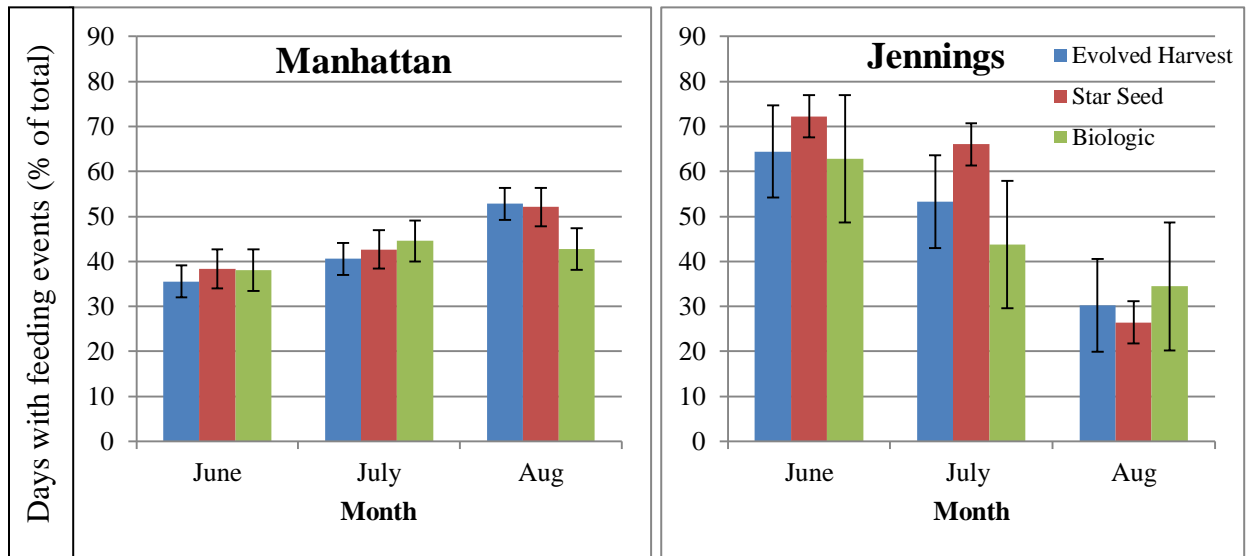 Days with feeding events (% of total)
Manhattan
90
80
70
60
50
40
30
20
10
0
June July Aug
Month
Jennings
Evolved Harvest
Star Seed
Biologic
90
80
70
60
50
40
30
20
10
0
June July Aug
Month